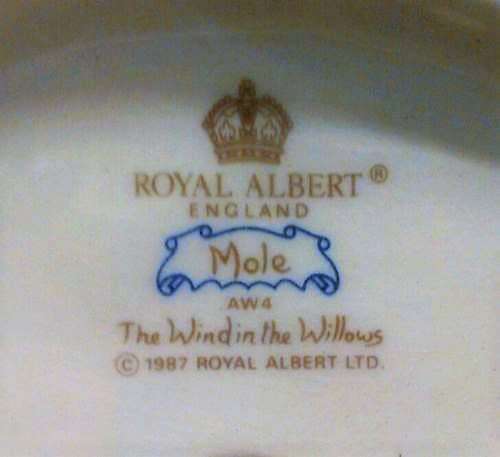 ROYAL ALBERT ®
ENGLAND
Mole
AW4
The Wind in the Willows
© 1987 ROYAL ALBERT LTD.